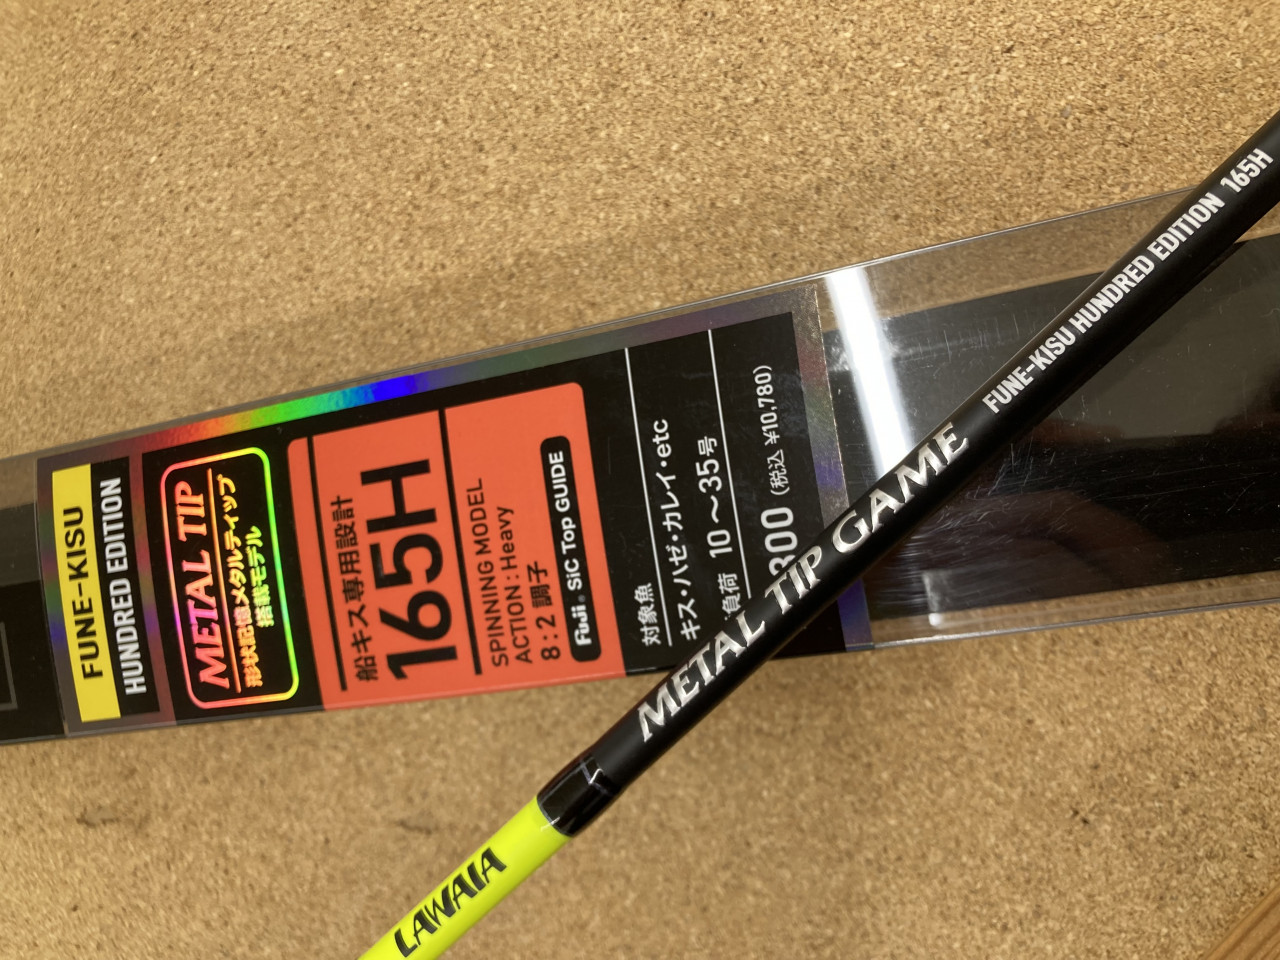 FUNE-KISU
HUNDRED EDITION
METAL TIP
形状記憶メタルティップ
搭載モデル
船キス専用設計
165H
SPINNING MODEL
ACTION:Heavy
8:2 調子
Fuji® SiC Top GUIDE
対象魚
キス・ハゼ・カレイ・etc
負荷 10～35号
800 (税込 ¥10,780)
LAWAIA
METAL TIP GAME
FUNE-KISU HUNDRED EDITION 165H